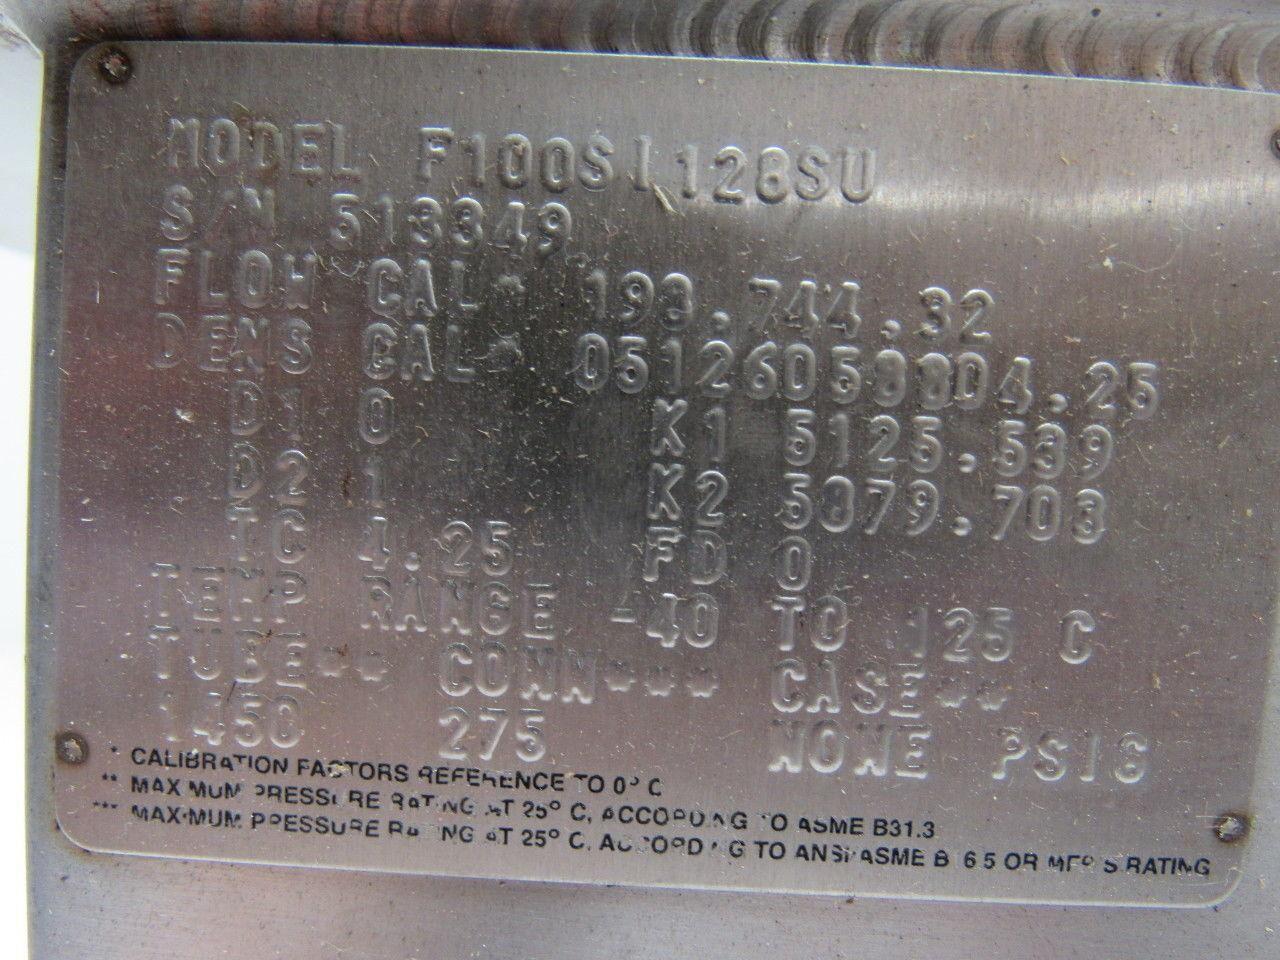 MODEL F100SI128SU
S/N 513349
FLOW CAL* 193.744.32
DENS CAL* 05126058804.25
D1 0 K1 5125.539
D2 1 K2 5879.703
TC 4.25 FD 0
TEMP RANGE -40 TO 125 C
TUBE** CONN*** CASE**
1450 275 NONE PSIG
* CALIBRATION FACTORS REFERENCE TO 0° C
** MAXIMUM PRESSURE RATING AT 25° C, ACCORDING TO ASME B31.3
*** MAXIMUM PRESSURE RATING AT 25° C, ACCORDING TO ANSI/ASME B16.5 OR MFR'S RATING